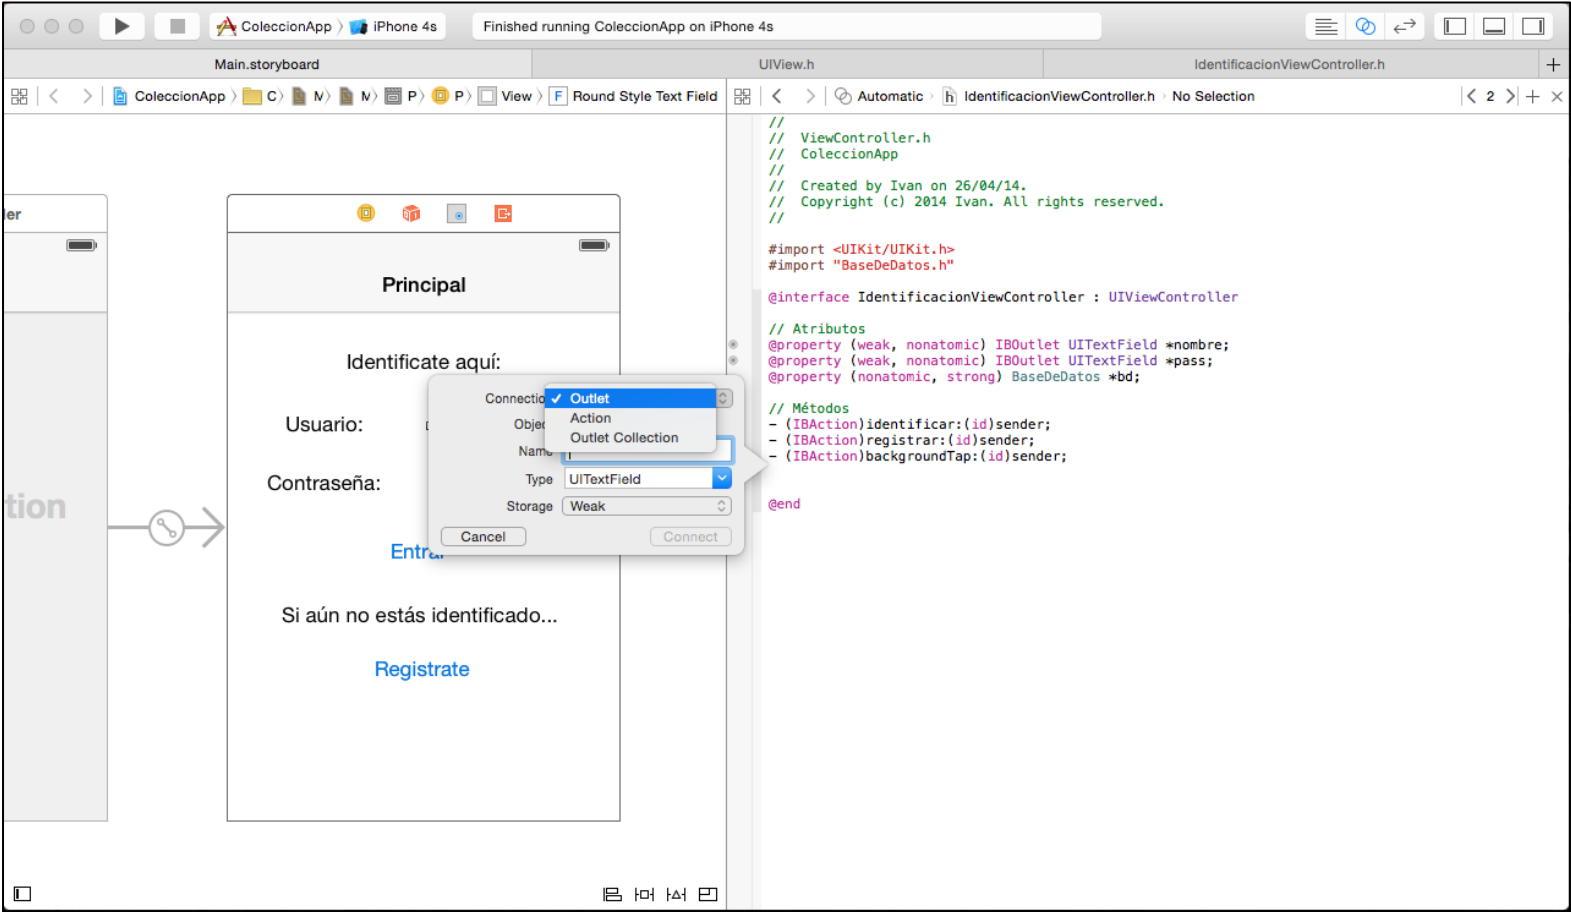 ColeccionApp 〉 iPhone 4s
Finished running ColeccionApp on iPhone 4s
Main.storyboard
UIView.h
IdentificacionViewController.h
ColeccionApp 〉 C 〉 M 〉 M 〉 P 〉 P 〉 View 〉 F Round Style Text Field
Automatic 〉 h IdentificacionViewController.h 〉 No Selection
2
ler
tion
Principal
Identificate aquí:
Usuario:
Contraseña:
Entrar
Si aún no estás identificado...
Registrate
Connectio
✓ Outlet
Action
Outlet Collection
Objec
Name
Type UITextField
Storage Weak
Cancel
Connect
//
// ViewController.h
// ColeccionApp
//
// Created by Ivan on 26/04/14.
// Copyright (c) 2014 Ivan. All rights reserved.
//
#import <UIKit/UIKit.h>
#import "BaseDeDatos.h"
@interface IdentificacionViewController : UIViewController
// Atributos
@property (weak, nonatomic) IBOutlet UITextField *nombre;
@property (weak, nonatomic) IBOutlet UITextField *pass;
@property (nonatomic, strong) BaseDeDatos *bd;
// Métodos
- (IBAction)identificar:(id)sender;
- (IBAction)registrar:(id)sender;
- (IBAction)backgroundTap:(id)sender;
@end